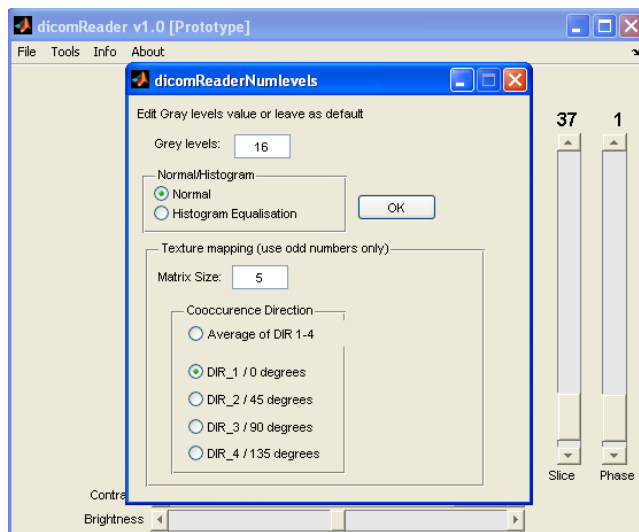 dicomReader v1.0 [Prototype]
File Tools Info About
dicomReaderNumlevels
Edit Gray levels value or leave as default
Grey levels: 16
Normal/Histogram
Normal
Histogram Equalisation
OK
Texture mapping (use odd numbers only)
Matrix Size: 5
Cooccurence Direction
Average of DIR 1-4
DIR_1 / 0 degrees
DIR_2 / 45 degrees
DIR_3 / 90 degrees
DIR_4 / 135 degrees
37 1
Slice Phase
Contra
Brightness